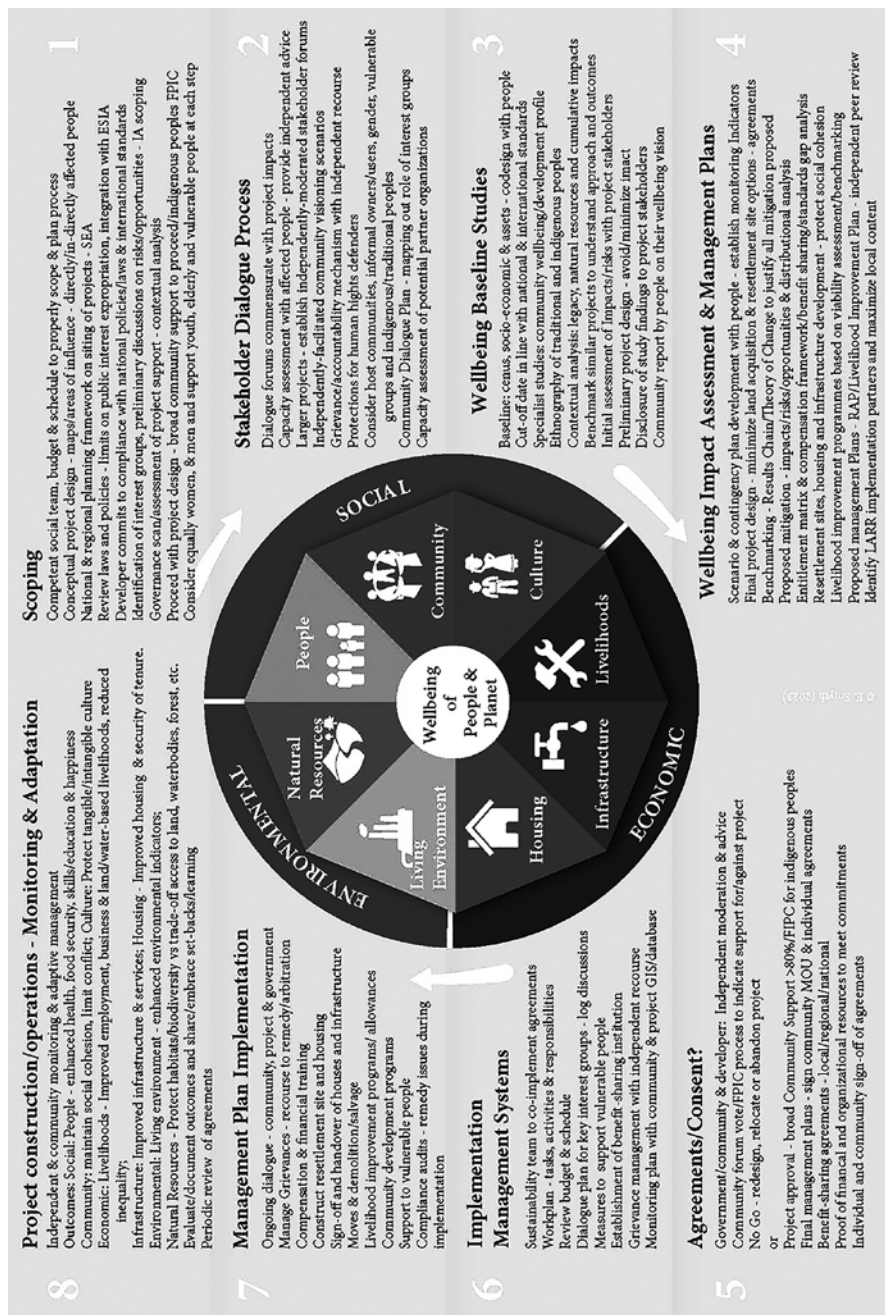 1
Scoping
Competent social team, budget & schedule to properly scope & plan process
Conceptual project design - maps/areas of influence - directly/in-directly affected people
National & regional planning framework on siting of projects - SEA
Review laws and policies - limits on public interest expropriation, integration with ESIA
Developer commits to compliance with national policies/laws & international standards
Identification of interest groups, preliminary discussions on risks/opportunities - IA scoping
Governance scan/assessment of project support - contextual analysis
Proceed with project design - broad community support to proceed/indigenous peoples FPIC
Consider equally women, & men and support youth, elderly and vulnerable people at each step
2
Stakeholder Dialogue Process
Dialogue forums commensurate with project impacts
Capacity assessment with affected people - provide independent advice
Larger projects - establish independently-moderated stakeholder forums
Independently-facilitated community visioning scenarios
Grievance/accountability mechanism with independent recourse
Protections for human rights defenders
Consider host communities, informal owners/users, gender, vulnerable
groups and indigenous/traditional peoples
Community Dialogue Plan - mapping out role of interest groups
Capacity assessment of potential partner organizations
3
Wellbeing Baseline Studies
Baseline: cenus, socio-economic & assets - codesign with people
Cut-off date in line with national & international standards
Specialist studies: community wellbeing/development profile
Ethnography of traditional and indigenous peoples
Contextual analysis: legacy, natural resources and cumulative impacts
Benchmark similar projects to understand approach and outcomes
Initial assessment of impacts/risks with project stakeholders
Preliminary project design - avoid/minimize imact
Disclosure of study findings to project stakeholders
Community report by people on their wellbeing vision
4
Wellbeing Impact Assessment & Management Plans
Scenario & contingency plan development with people - establish monitoring Indicators
Final project design - minimize land acquisition & resettlement site options - agreements
Benchmarking - Results Chain/Theory of Change to justify all mitigation proposed
Proposed mitigation - impacts/risks/opportunities & distributional analysis
Entitlement matrix & compensation framework/benefit sharing/standards gap analysis
Resettlement sites, housing and infrastructure development - protect social cohesion
Livelihood improvement programmes based on viability assessment/benchmarking
Proposed management Plans - RAP/Livelihood Improvement Plan - independent peer review
Identify LARR implementation partners and maximize local content
5
Agreements/Consent?
Government/community & developer: Independent moderation & advice
Community forum vote/FPIC process to indicate support for/against project
No Go - redesign, relocate or abandon project
or
Project approval - broad Community Support >80%/FIPC for indigenous peoples
Final management plans - sign community MOU & individual agreements
Benefit-sharing agreements - local/regional/national
Proof of financal and organizational resources to meet commitments
Individual and community sign-off of agreements
6
Implementation
Management Systems
Sustainability team to co-implement agreements
Workplan - tasks, activities & responsibilities
Review budget & schedule
Dialogue plan for key interest groups - log discussions
Measures to support vulnerable people
Establishment of benefit-sharing institution
Grievance management with independent recourse
Monitoring plan with community & project GIS/database
7
Management Plan Implementation
Ongoing dialogue - community, project & government
Manage Grievances - recourse to remedy/arbitration
Compensation & financial training
Construct resettlement site and housing
Sign-off and handover of houses and infrastructure
Moves & demolition/salvage
Livelihood improvement programs/ allowances
Community development programs
Support to vulnerable people
Compliance audits - remedy issues during
implementation
8
Project construction/operations - Monitoring & Adaptation
Independent & community monitoring & adaptive management
Outcomes: Social: People - enhanced health, food security, skills/education & happiness
Community: maintain social cohesion, limit conflict; Culture: Protect tangible/intangible culture
Economic: Livelihoods - Improved employment, business & land/water-based livelihoods, reduced
inequality;
Infrastructure: Improved infrastructure & services; Housing - Improved housing & security of tenure.
Environmental: Living environment - enhanced environmental indicators;
Natural Resources - Protect habitats/biodiversity vs trade-off access to land, waterbodies, forest, etc.
Evaluate/document outcomes and share/embrace set-backs/learning
Periodic review of agreements
ENVIRONMENTAL
SOCIAL
ECONOMIC
Natural
Resources
People
Living
Environment
Community
Culture
Housing
Infrastructure
Livelihoods
Wellbeing
of
People &
Planet
© E. Smyth (2023)